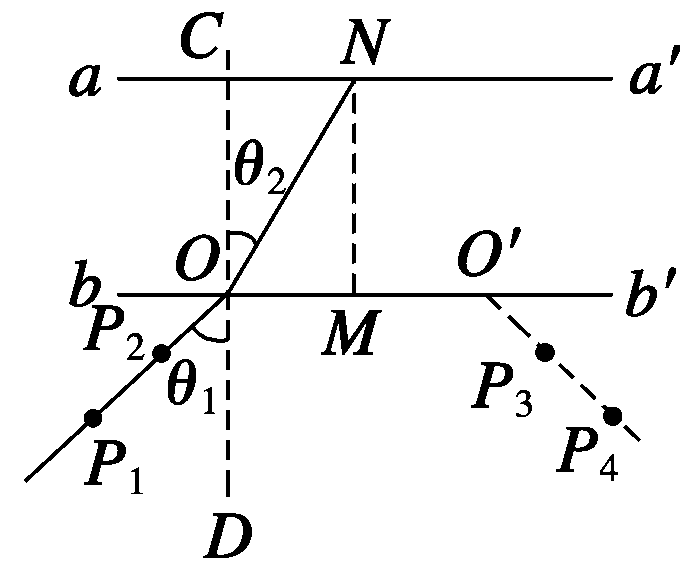 C N
a a′
θ₂
O O′
b b′
P₂ M
θ₁ P₃
P₁ P₄
D